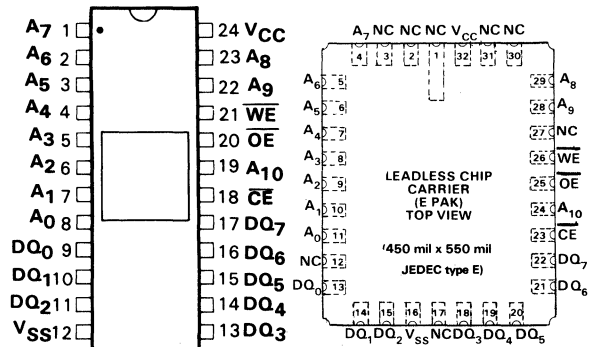 A7 1 24 VCC
A6 2 23 A8
A5 3 22 A9
A4 4 21 WE
A3 5 20 OE
A2 6 19 A10
A1 7 18 CE
A0 8 17 DQ7
DQ0 9 16 DQ6
DQ1 10 15 DQ5
DQ2 11 14 DQ4
VSS 12 13 DQ3
A7 NC NC NC VCC NC NC
4 3 2 1 32 31 30
A6 5 29 A8
A5 6 28 A9
A4 7 27 NC
A3 8 26 WE
A2 9 25 OE
A1 10 24 A10
A0 11 23 CE
NC 12 22 DQ7
DQ0 13 21 DQ6
LEADLESS CHIP
CARRIER
(E PAK)
TOP VIEW
(450 mil x 550 mil
JEDEC type E)
14 15 16 17 18 19 20
DQ1 DQ2 VSS NC DQ3 DQ4 DQ5